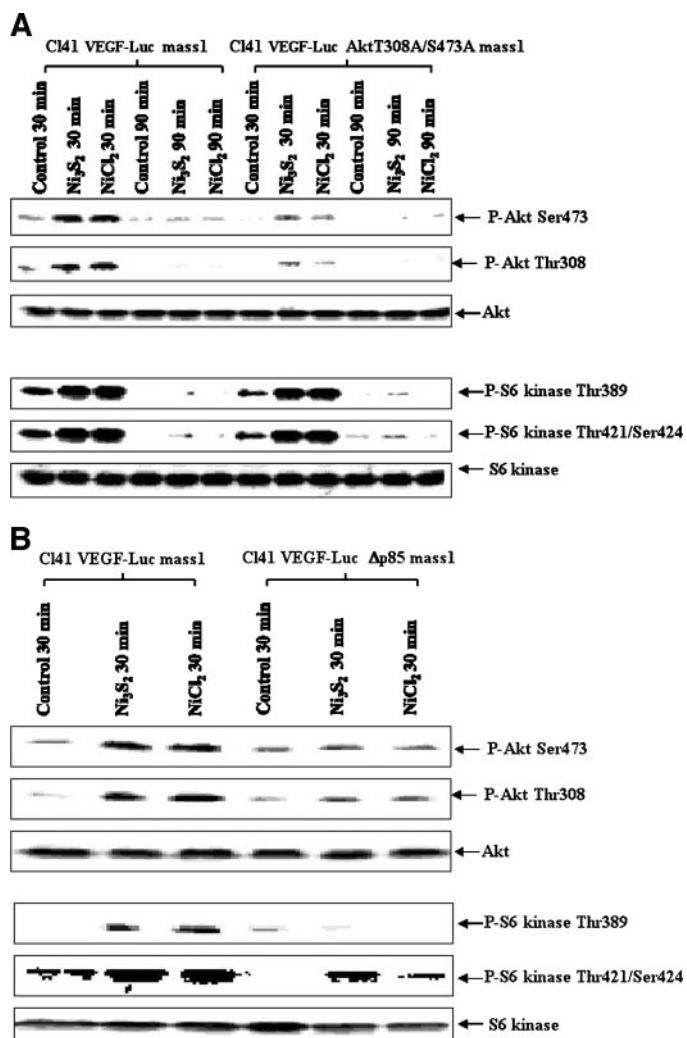 A
Cl41 VEGF-Luc mass1
Cl41 VEGF-Luc AktT308A/S473A mass1
Control 30 min
Ni3S2 30 min
NiCl2 30 min
Control 90 min
Ni3S2 90 min
NiCl2 90 min
Control 30 min
Ni3S2 30 min
NiCl2 30 min
Control 90 min
Ni3S2 90 min
NiCl2 90 min
P-Akt Ser473
P-Akt Thr308
Akt
P-S6 kinase Thr389
P-S6 kinase Thr421/Ser424
S6 kinase
B
Cl41 VEGF-Luc mass1
Cl41 VEGF-Luc Δp85 mass1
Control 30 min
Ni3S2 30 min
NiCl2 30 min
Control 30 min
Ni3S2 30 min
NiCl2 30 min
P-Akt Ser473
P-Akt Thr308
Akt
P-S6 kinase Thr389
P-S6 kinase Thr421/Ser424
S6 kinase